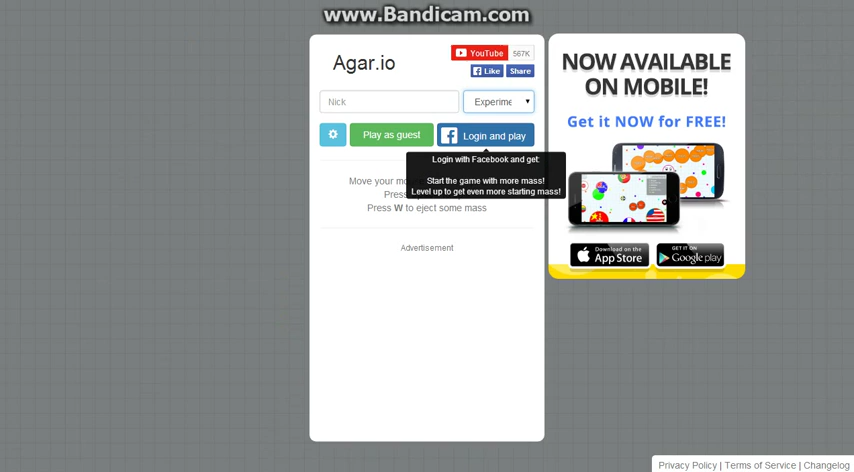 www.Bandicam.com
Agar.io
YouTube 567K
Like Share
Nick
Experime
Play as guest
Login and play
Login with Facebook and get:
Start the game with more mass!
Level up to get even more starting mass!
Move your
Press
Press W to eject some mass
Advertisement
NOW AVAILABLE
ON MOBILE!
Get it NOW for FREE!
Download on the
App Store
GET IT ON
Google play
Privacy Policy | Terms of Service | Changelog